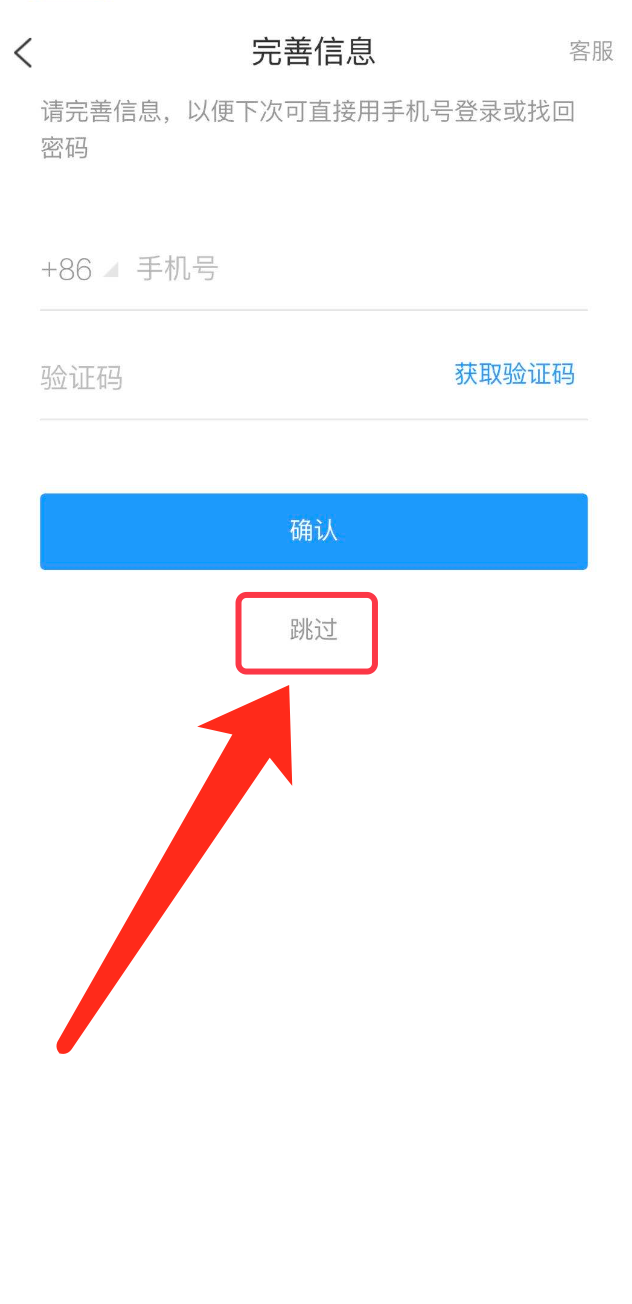 完善信息
客服
请完善信息，以便下次可直接用手机号登录或找回
密码
+86 手机号
验证码
获取验证码
确认
跳过